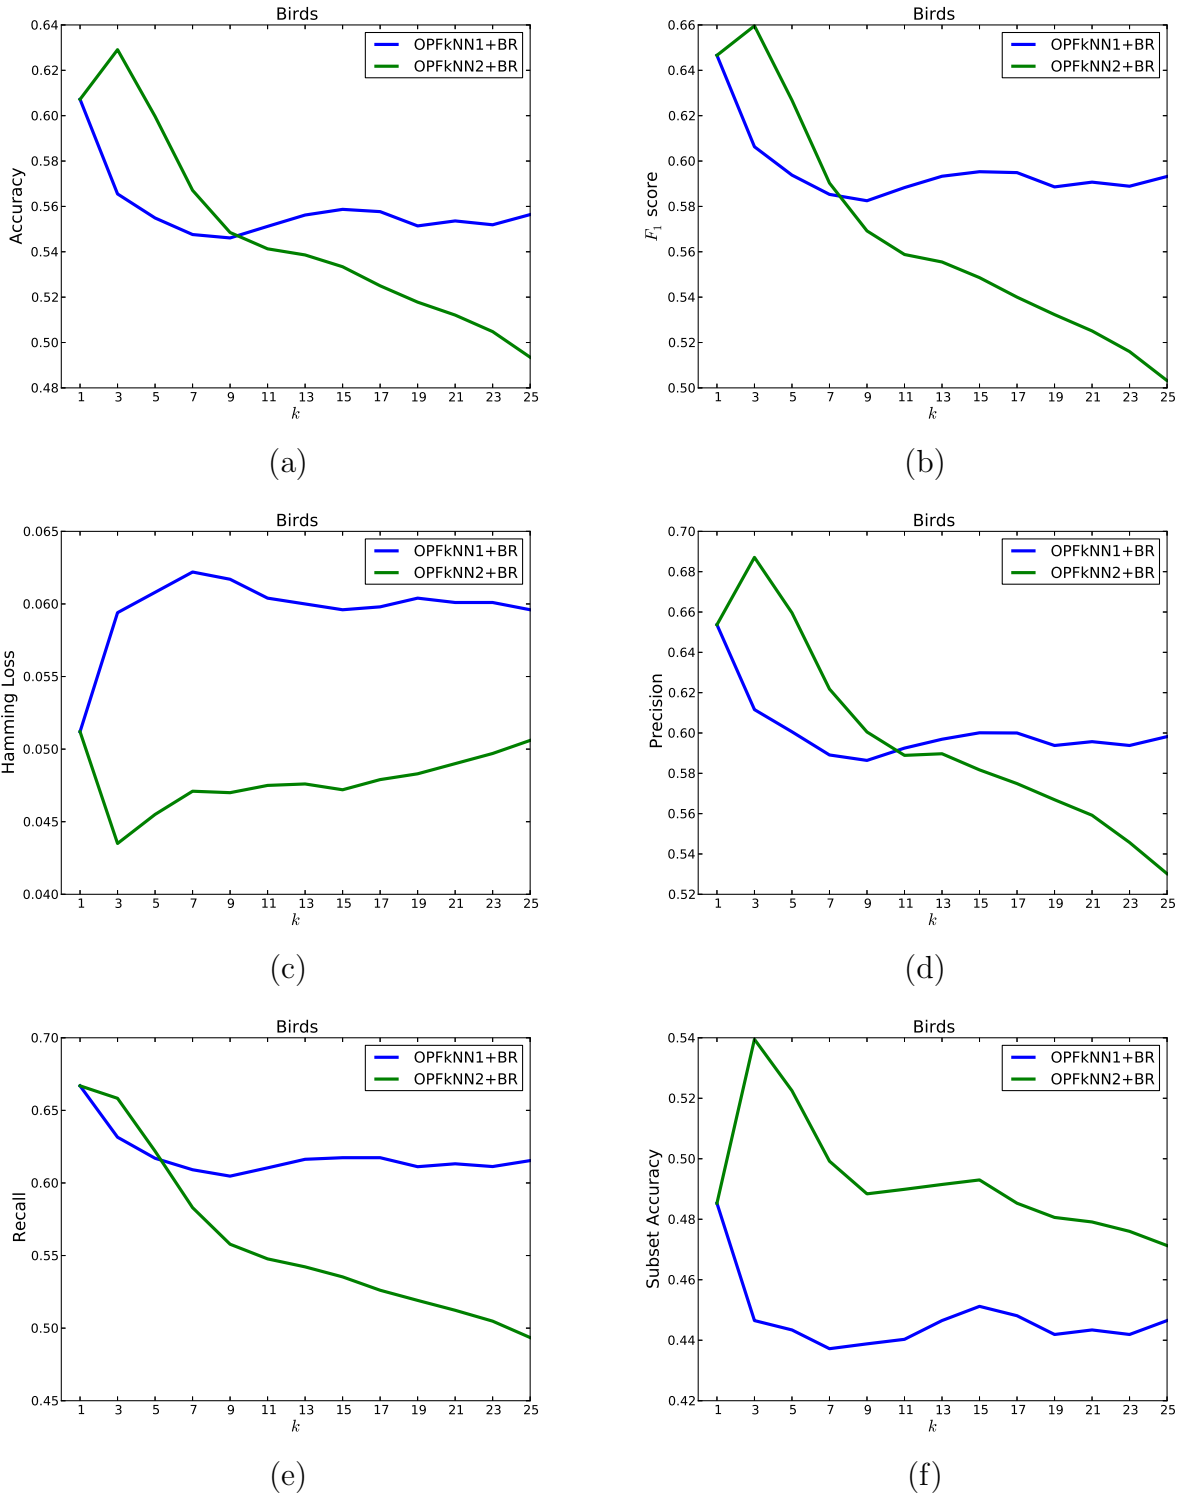 Birds
OPFkNN1+BR
OPFkNN2+BR
Accuracy
0.64
0.62
0.60
0.58
0.56
0.54
0.52
0.50
0.48
1 3 5 7 9 11 13 15 17 19 21 23 25
k
(a)
Birds
OPFkNN1+BR
OPFkNN2+BR
F1 score
0.66
0.64
0.62
0.60
0.58
0.56
0.54
0.52
0.50
1 3 5 7 9 11 13 15 17 19 21 23 25
k
(b)
Birds
OPFkNN1+BR
OPFkNN2+BR
Hamming Loss
0.065
0.060
0.055
0.050
0.045
0.040
1 3 5 7 9 11 13 15 17 19 21 23 25
k
(c)
Birds
OPFkNN1+BR
OPFkNN2+BR
Precision
0.70
0.68
0.66
0.64
0.62
0.60
0.58
0.56
0.54
0.52
1 3 5 7 9 11 13 15 17 19 21 23 25
k
(d)
Birds
OPFkNN1+BR
OPFkNN2+BR
Recall
0.70
0.65
0.60
0.55
0.50
0.45
1 3 5 7 9 11 13 15 17 19 21 23 25
k
(e)
Birds
OPFkNN1+BR
OPFkNN2+BR
Subset Accuracy
0.54
0.52
0.50
0.48
0.46
0.44
0.42
1 3 5 7 9 11 13 15 17 19 21 23 25
k
(f)